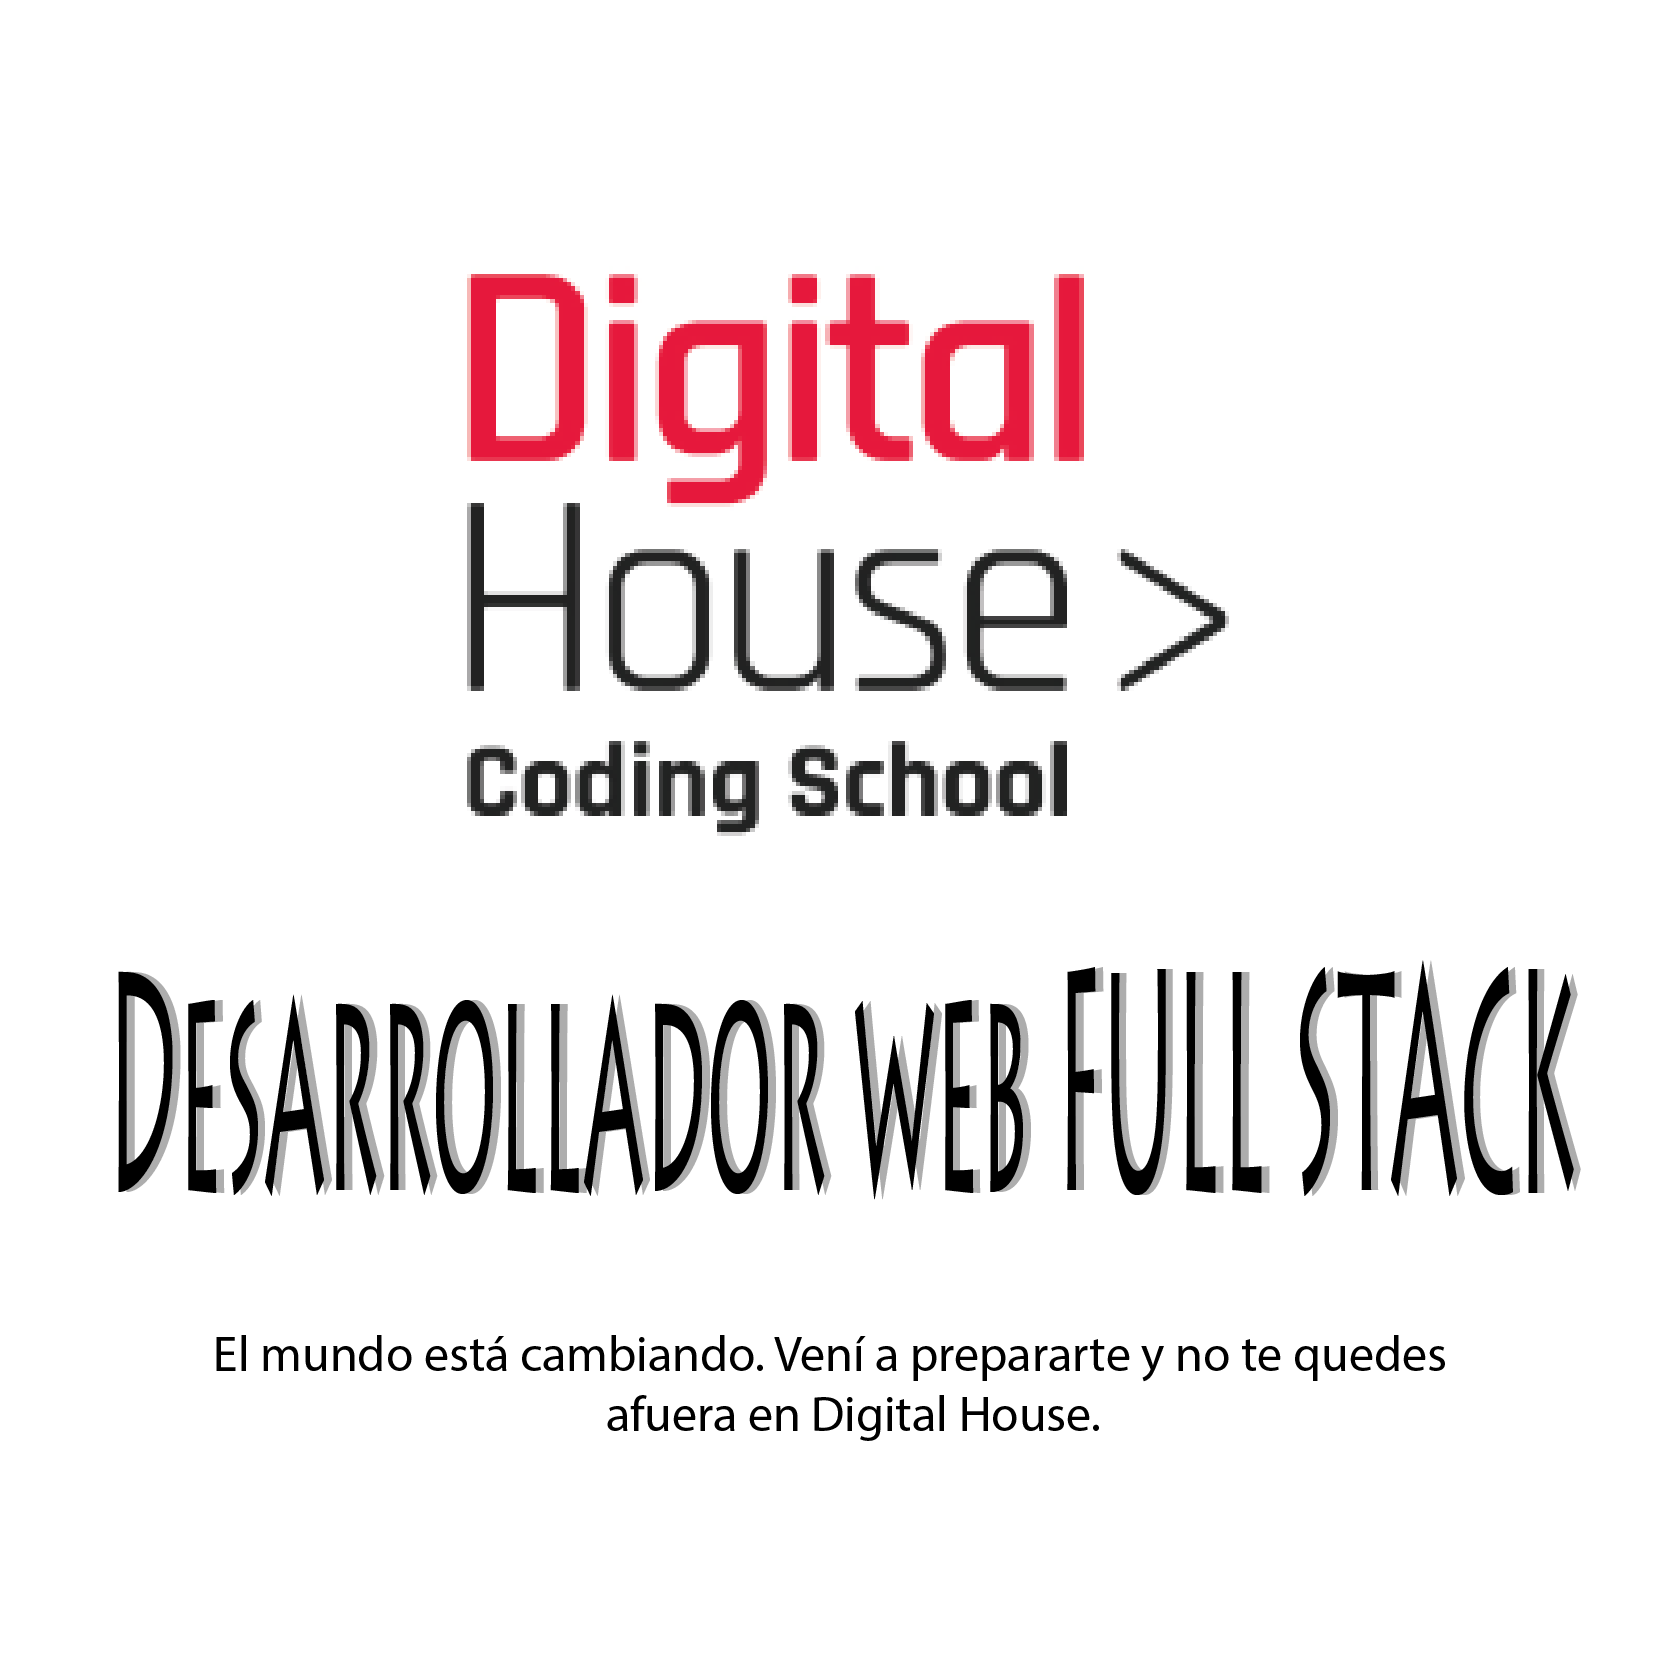 Digital
House >
Coding School
DESARROLLADOR WEB FULL STACK
El mundo está cambiando. Vení a prepararte y no te quedes
afuera en Digital House.